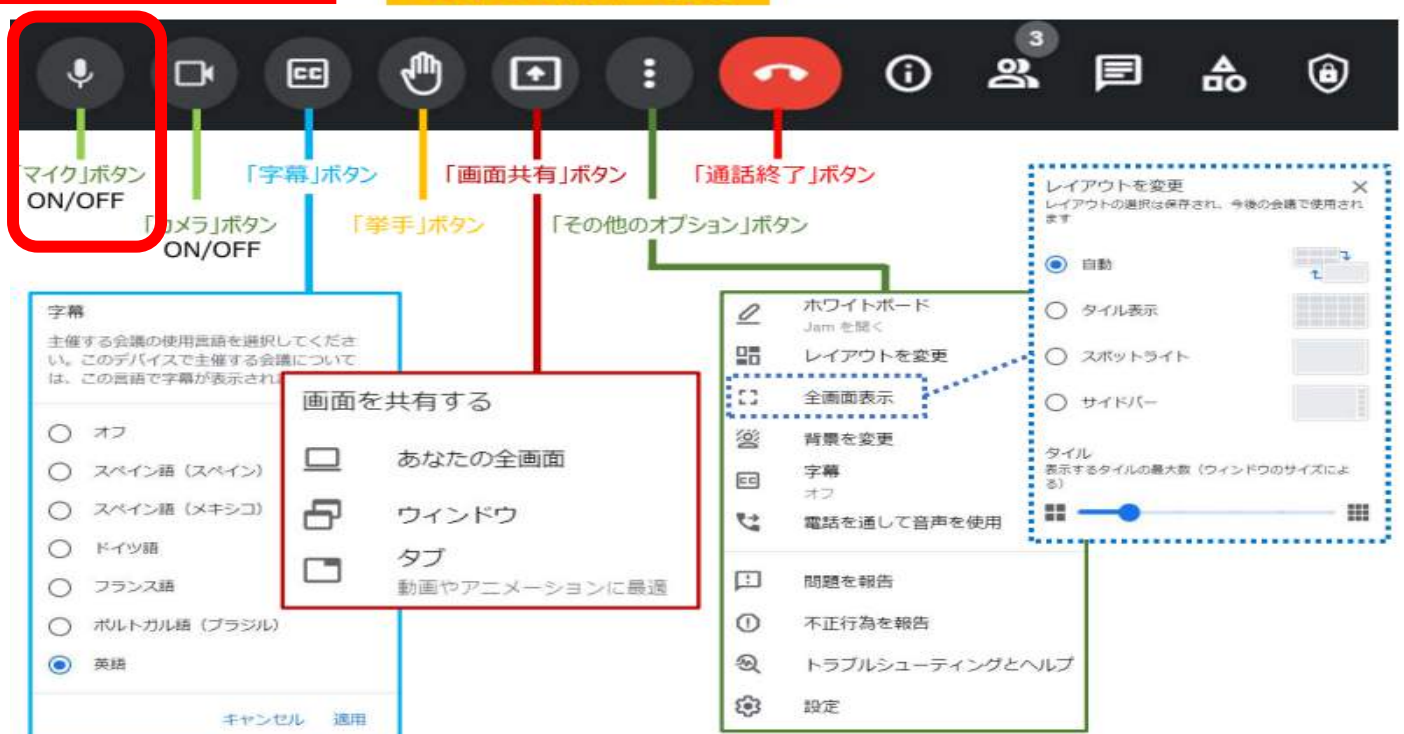 3
「マイク」ボタン
ON/OFF
「カメラ」ボタン
ON/OFF
「字幕」ボタン
「挙手」ボタン
「画面共有」ボタン
「その他のオプション」ボタン
「通話終了」ボタン
字幕
主催する会議の使用言語を選択してくださ
い。このデバイスで主催する会議について
は、この言語で字幕が表示され
オフ
スペイン語（スペイン）
スペイン語（メキシコ）
ドイツ語
フランス語
ポルトガル語（ブラジル）
英語
キャンセル 適用
画面を共有する
あなたの全画面
ウィンドウ
タブ
動画やアニメーションに最適
ホワイトボード
Jam を開く
レイアウトを変更
全画面表示
背景を変更
字幕
オフ
電話を通して音声を使用
問題を報告
不正行為を報告
トラブルシューティングとヘルプ
設定
レイアウトを変更
レイアウトの選択は保存され、今後の会議で使用され
ます
自動
タイル表示
スポットライト
サイドバー
タイル
表示するタイルの最大数（ウィンドウのサイズによ
る）